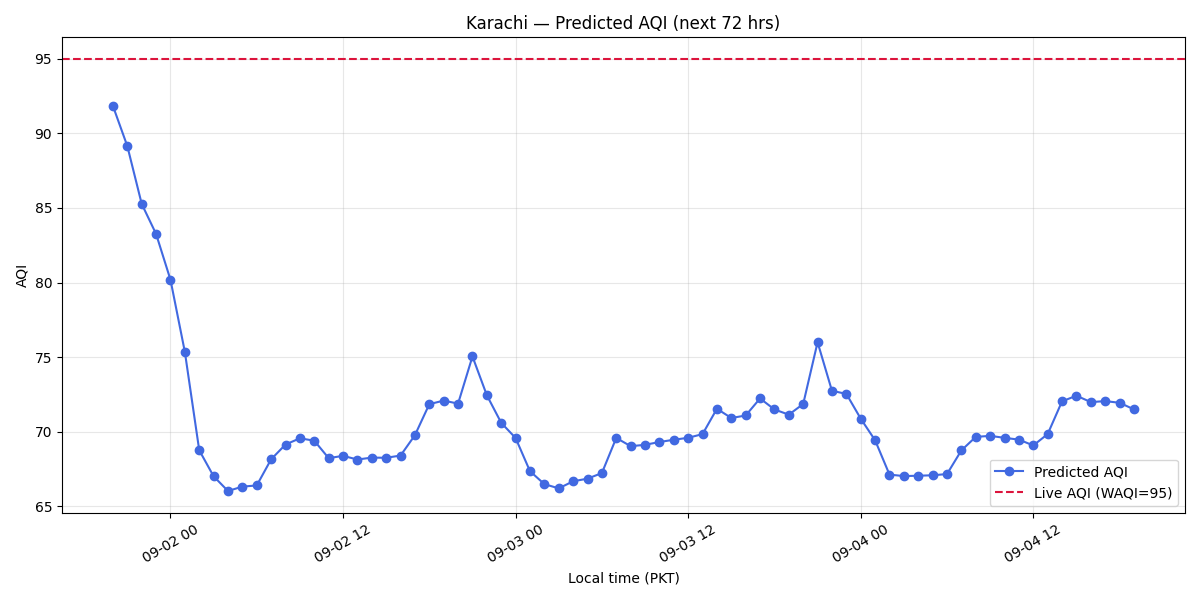 Karachi — Predicted AQI (next 72 hrs)
AQI
95
90
85
80
75
70
65
09-02 00
09-02 12
09-03 00
09-03 12
09-04 00
09-04 12
Local time (PKT)
Predicted AQI
Live AQI (WAQI=95)